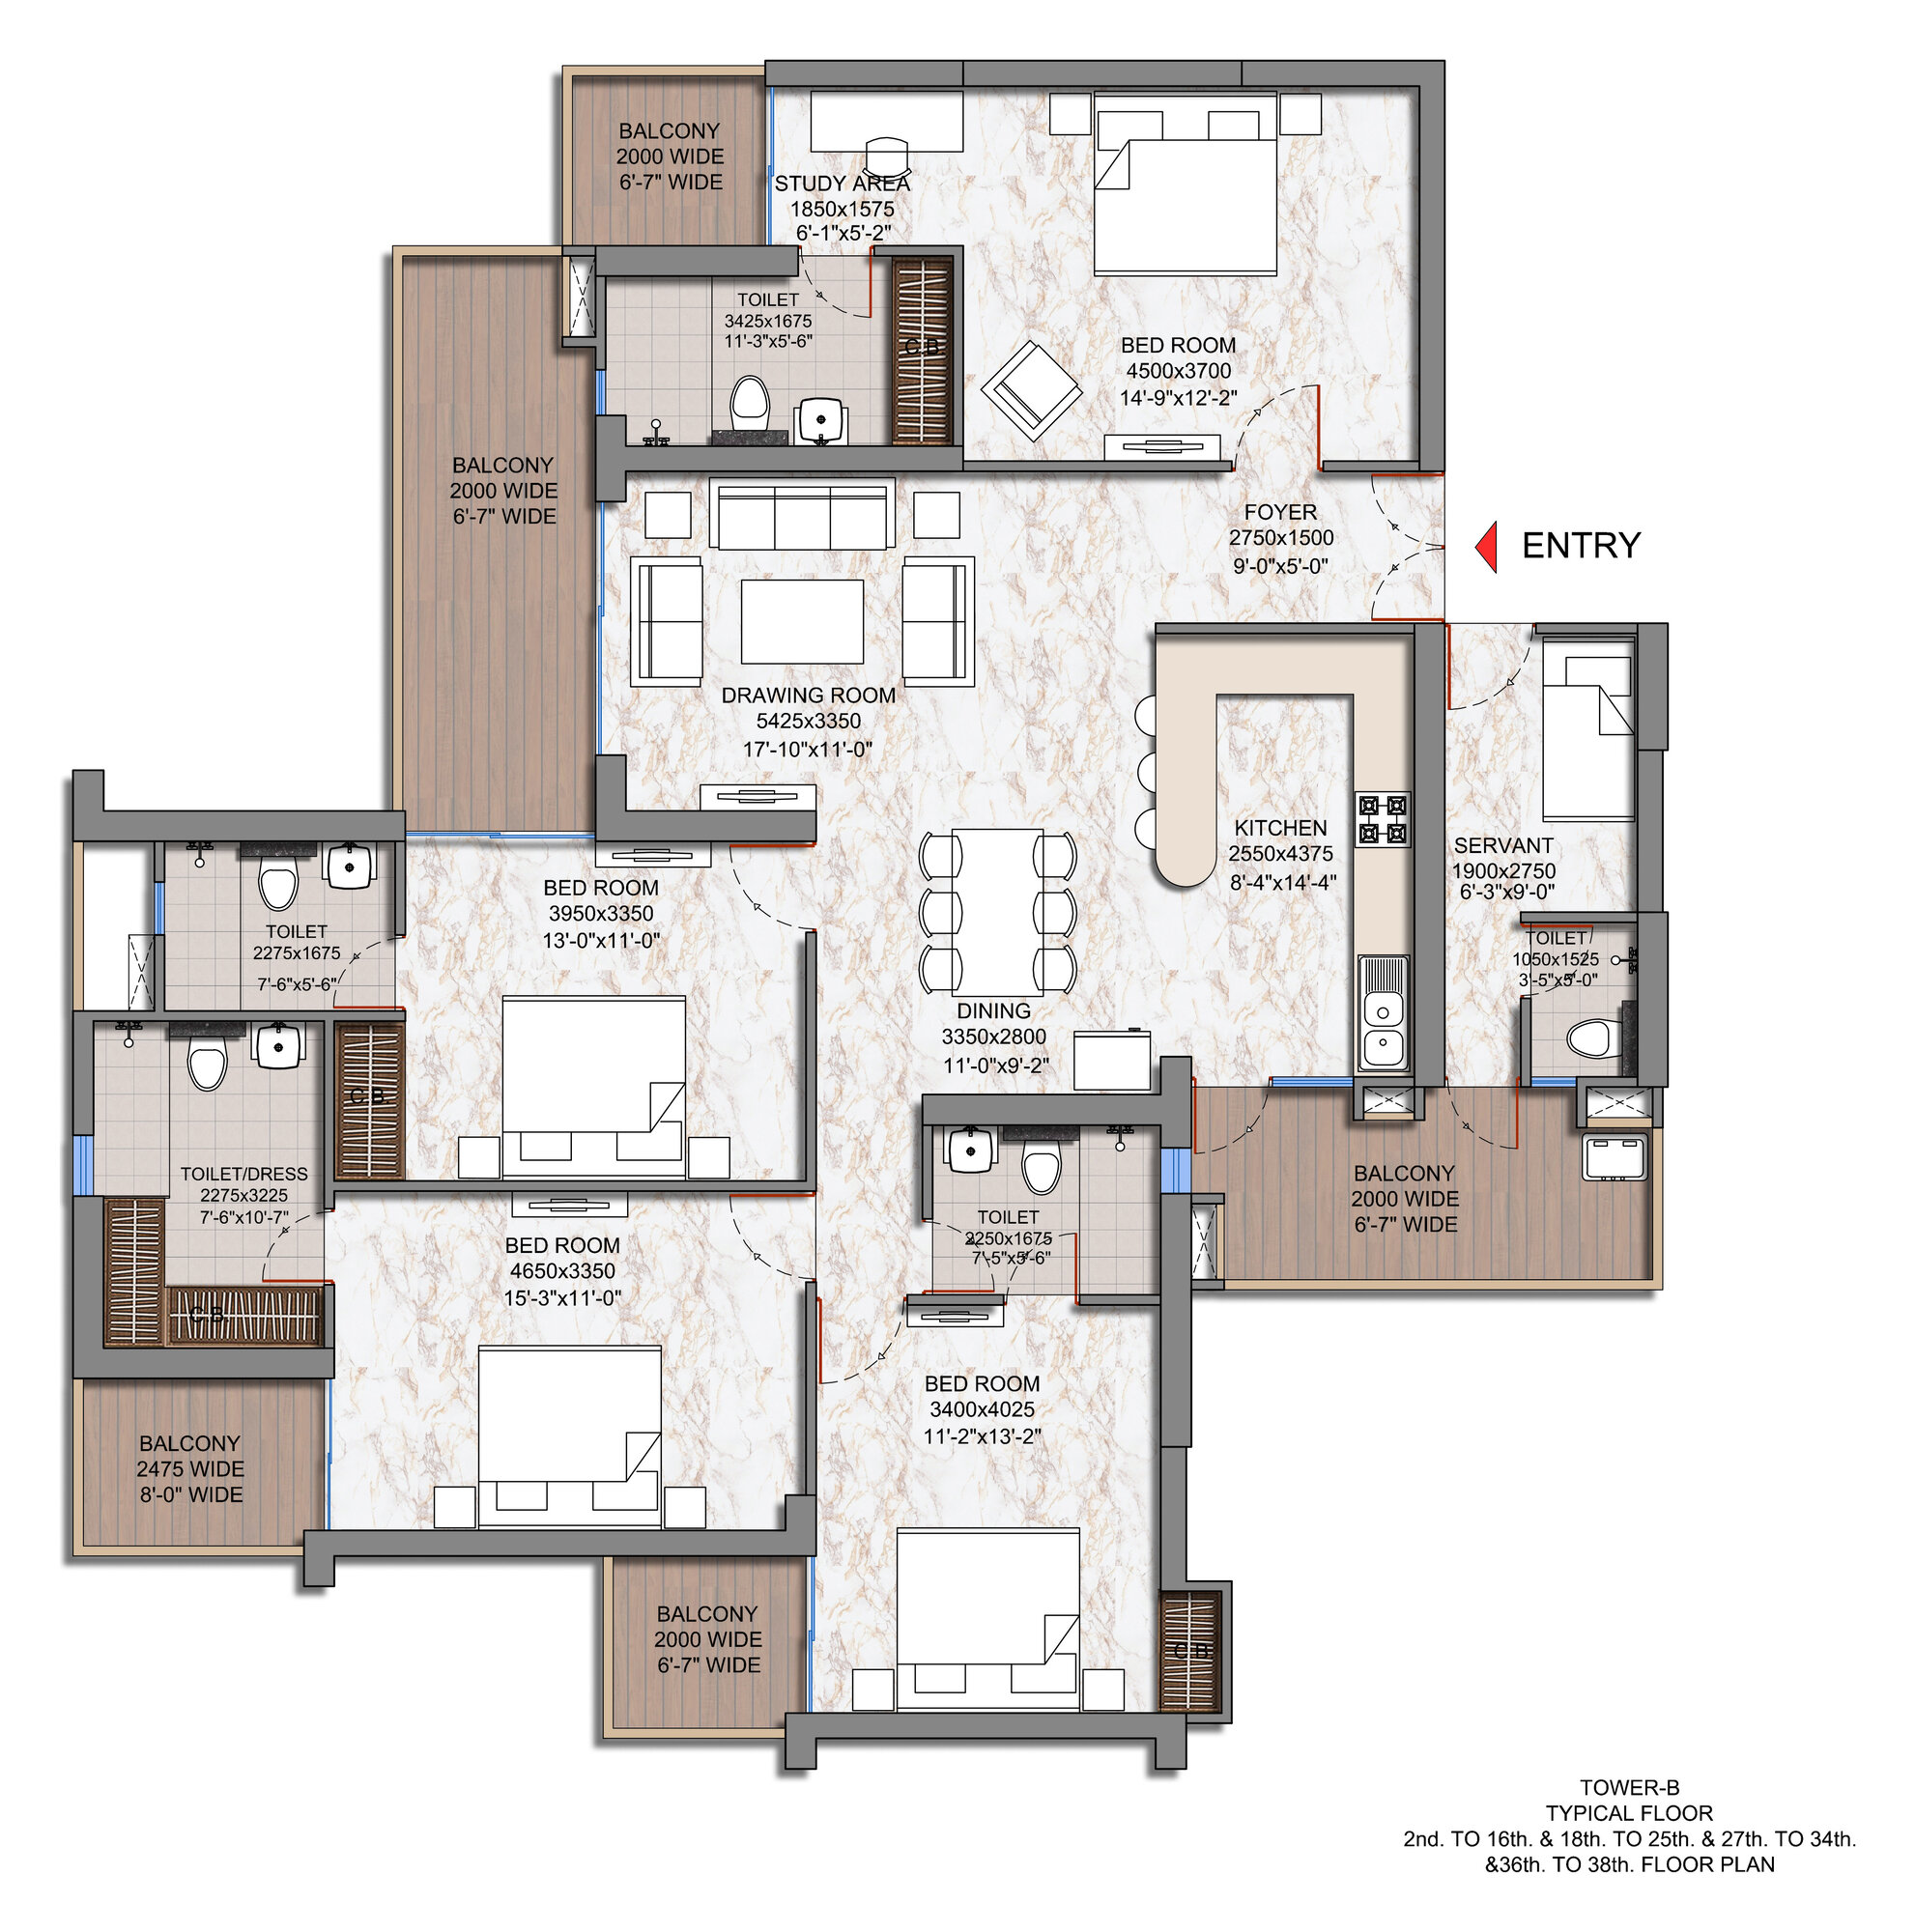 BALCONY
2000 WIDE
6'-7" WIDE
STUDY AREA
1850x1575
6'-1"x5'-2"
TOILET
3425x1675
11'-3"x5'-6"
C.B.
BED ROOM
4500x3700
14'-9"x12'-2"
BALCONY
2000 WIDE
6'-7" WIDE
FOYER
2750x1500
9'-0"x5'-0"
ENTRY
DRAWING ROOM
5425x3350
17'-10"x11'-0"
KITCHEN
2550x4375
8'-4"x14'-4"
SERVANT
1900x2750
6'-3"x9'-0"
BED ROOM
3950x3350
13'-0"x11'-0"
TOILET
2275x1675
7'-6"x5'-6"
TOILET
1050x1525
3'-5"x5'-0"
DINING
3350x2800
11'-0"x9'-2"
C.B.
TOILET/DRESS
2275x3225
7'-6"x10'-7"
BALCONY
2000 WIDE
6'-7" WIDE
TOILET
2250x1675
7'-5"x5'-6"
BED ROOM
4650x3350
15'-3"x11'-0"
C.B.
BED ROOM
3400x4025
11'-2"x13'-2"
BALCONY
2475 WIDE
8'-0" WIDE
BALCONY
2000 WIDE
6'-7" WIDE
C.B.
TOWER-B
TYPICAL FLOOR
2nd. TO 16th. & 18th. TO 25th. & 27th. TO 34th.
&36th. TO 38th. FLOOR PLAN